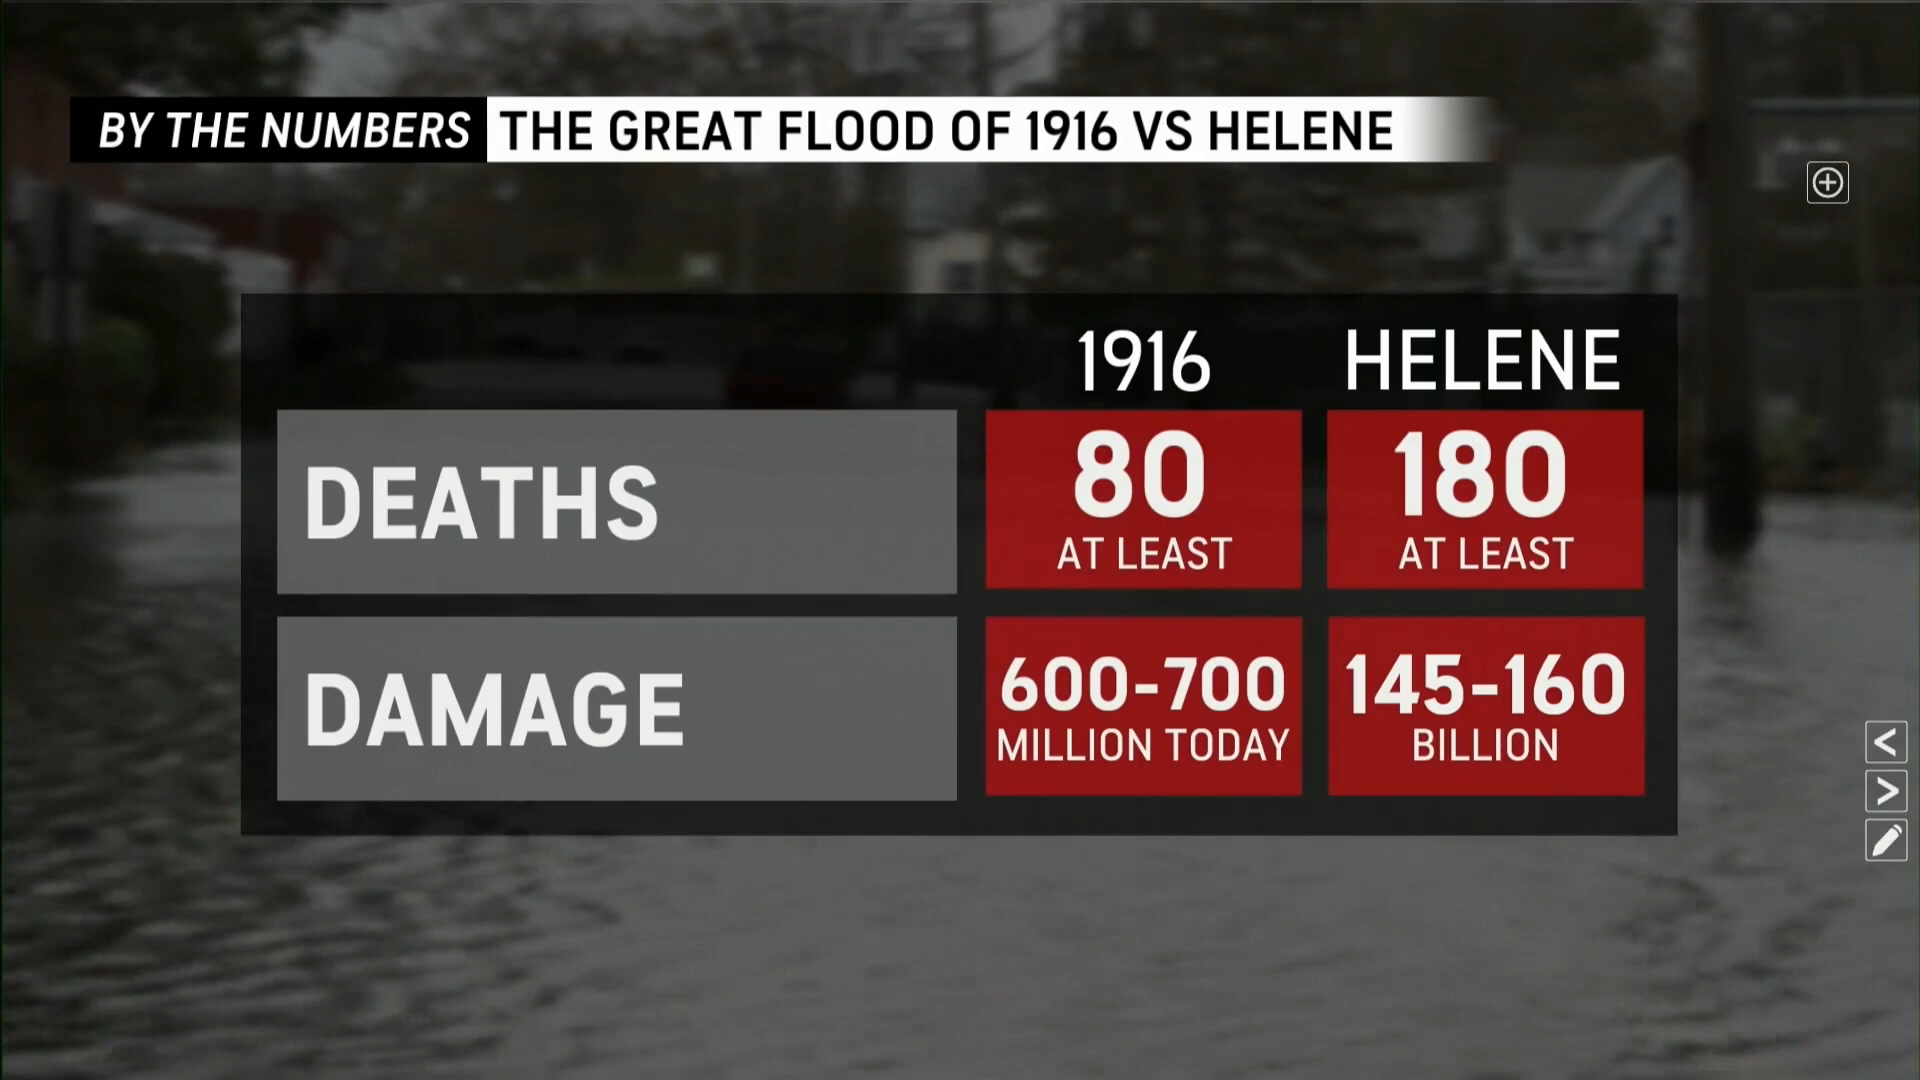 BY THE NUMBERS THE GREAT FLOOD OF 1916 VS HELENE
1916 HELENE
DEATHS 80 AT LEAST 180 AT LEAST
DAMAGE 600-700 MILLION TODAY 145-160 BILLION